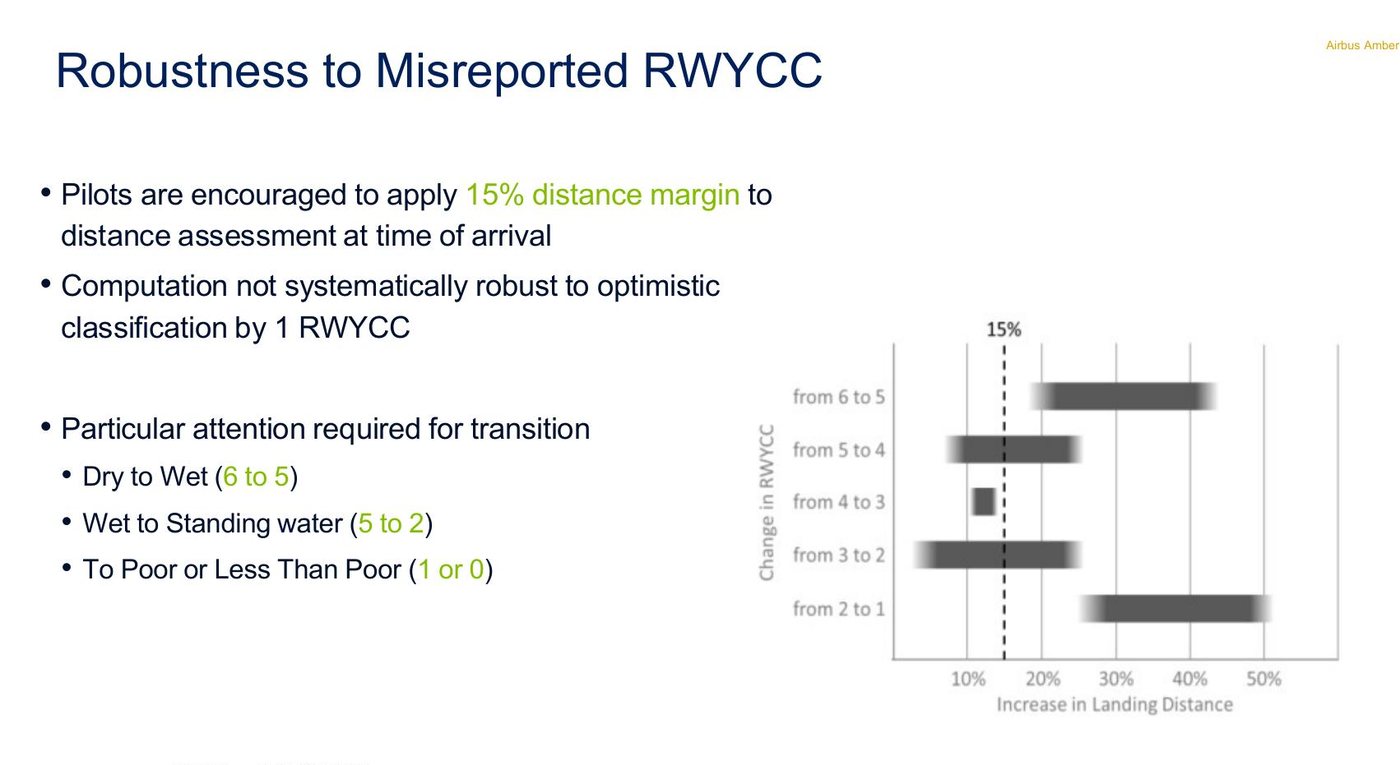 Airbus Amber
Robustness to Misreported RWYCC
• Pilots are encouraged to apply 15% distance margin to
distance assessment at time of arrival
• Computation not systematically robust to optimistic
classification by 1 RWYCC
• Particular attention required for transition
• Dry to Wet (6 to 5)
• Wet to Standing water (5 to 2)
• To Poor or Less Than Poor (1 or 0)
15%
Change in RWYCC
from 6 to 5
from 5 to 4
from 4 to 3
from 3 to 2
from 2 to 1
10% 20% 30% 40% 50%
Increase in Landing Distance